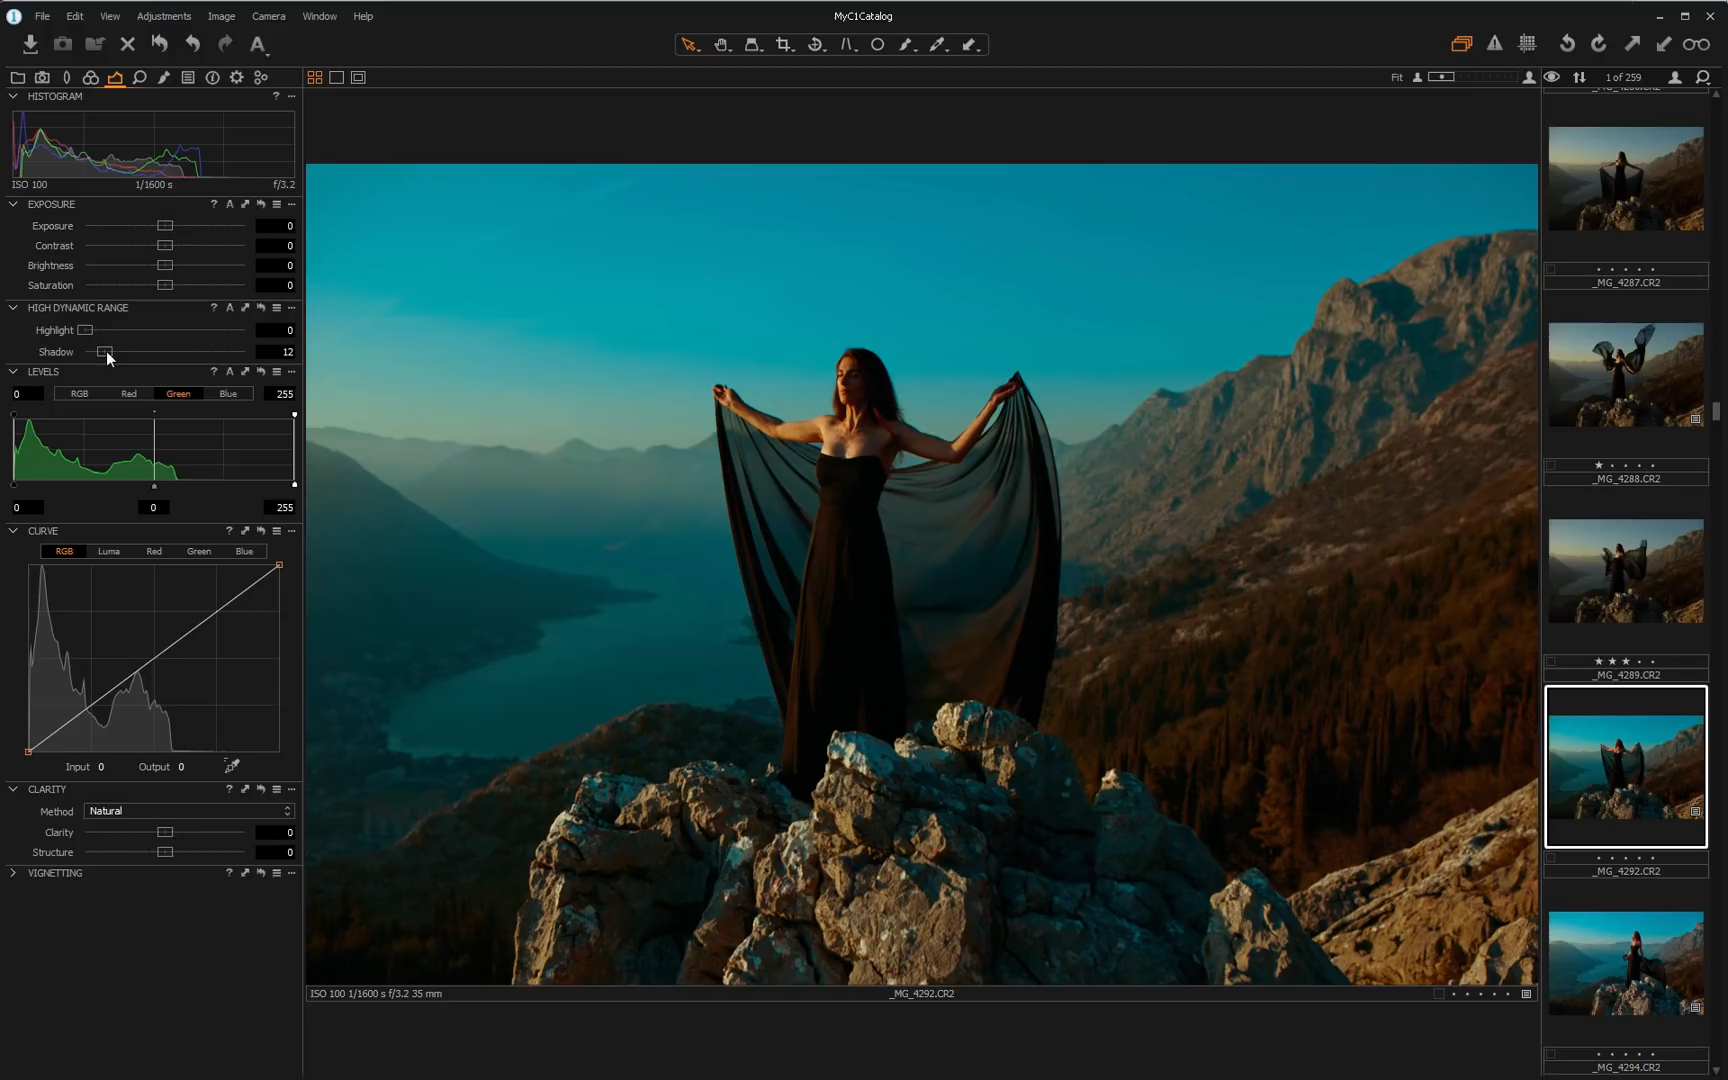 File Edit View Adjustments Image Camera Window Help
MyC1Catalog
Fit
1 of 259
HISTOGRAM
ISO 100 1/1600 s f/3.2
EXPOSURE
Exposure 0
Contrast 0
Brightness 0
Saturation 0
HIGH DYNAMIC RANGE
Highlight 0
Shadow 12
LEVELS
0 RGB Red Green Blue 255
0 0 255
CURVE
RGB Luma Red Green Blue
Input 0 Output 0
CLARITY
Method Natural
Clarity 0
Structure 0
VIGNETTING
ISO 100 1/1600 s f/3.2 35 mm
_MG_4292.CR2
_MG_4287.CR2
_MG_4288.CR2
_MG_4289.CR2
_MG_4292.CR2
_MG_4294.CR2